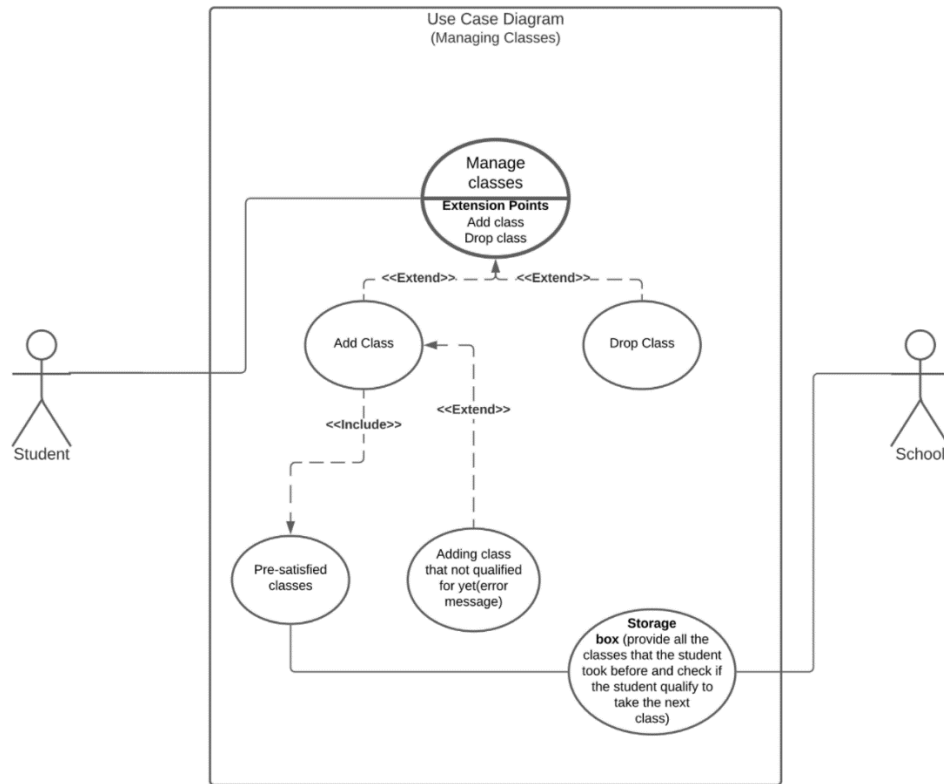 Use Case Diagram
(Managing Classes)
Manage
classes
Extension Points
Add class
Drop class
<<Extend>>
<<Extend>>
Add Class
Drop Class
<<Include>>
<<Extend>>
Student
School
Pre-satisfied
classes
Adding class
that not qualified
for yet(error
message)
Storage
box (provide all the
classes that the student
took before and check if
the student qualify to
take the next
class)